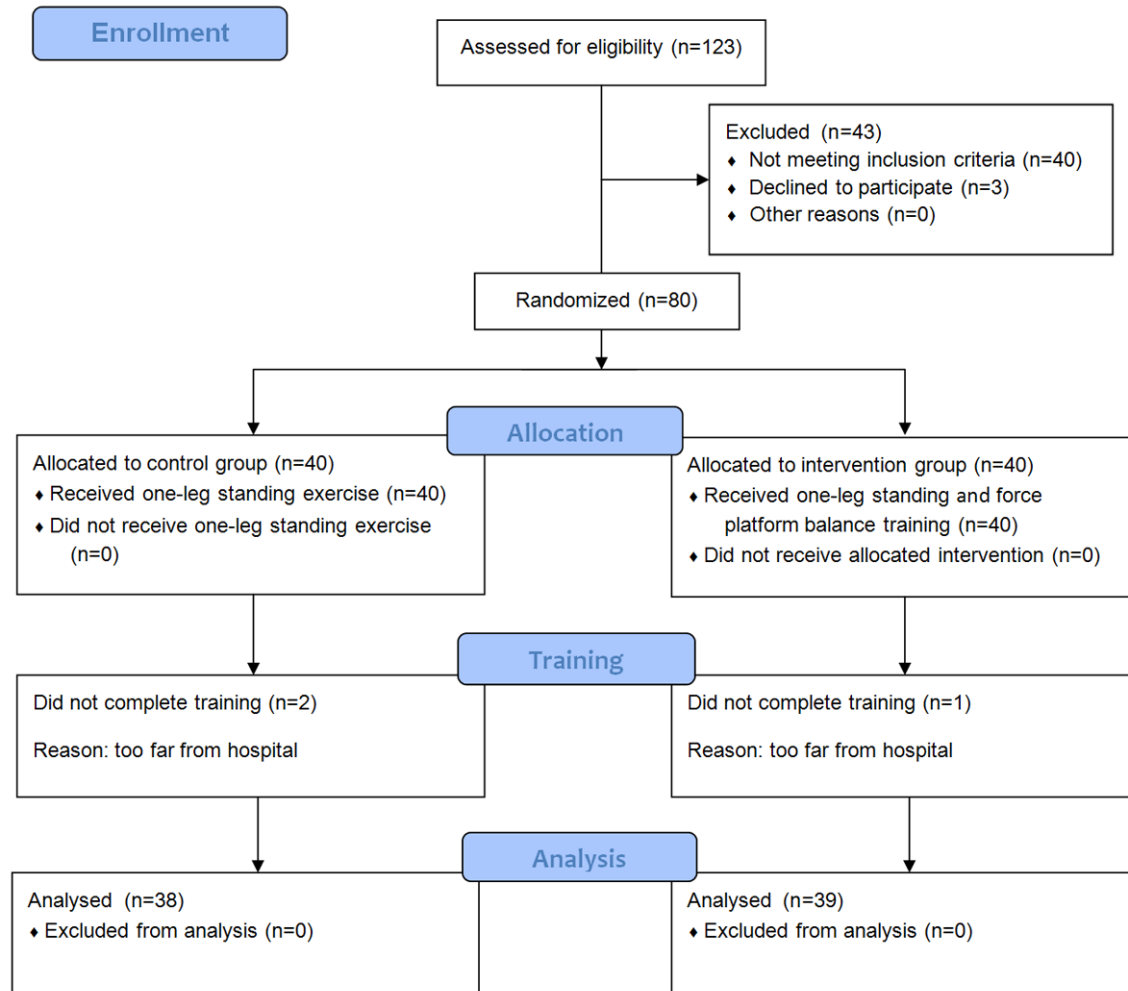 Enrollment
Assessed for eligibility (n=123)
Excluded (n=43)
♦ Not meeting inclusion criteria (n=40)
♦ Declined to participate (n=3)
♦ Other reasons (n=0)
Randomized (n=80)
Allocation
Allocated to control group (n=40)
♦ Received one-leg standing exercise (n=40)
♦ Did not receive one-leg standing exercise
(n=0)
Allocated to intervention group (n=40)
♦ Received one-leg standing and force
platform balance training (n=40)
♦ Did not receive allocated intervention (n=0)
Training
Did not complete training (n=2)
Reason: too far from hospital
Did not complete training (n=1)
Reason: too far from hospital
Analysis
Analysed (n=38)
♦ Excluded from analysis (n=0)
Analysed (n=39)
♦ Excluded from analysis (n=0)